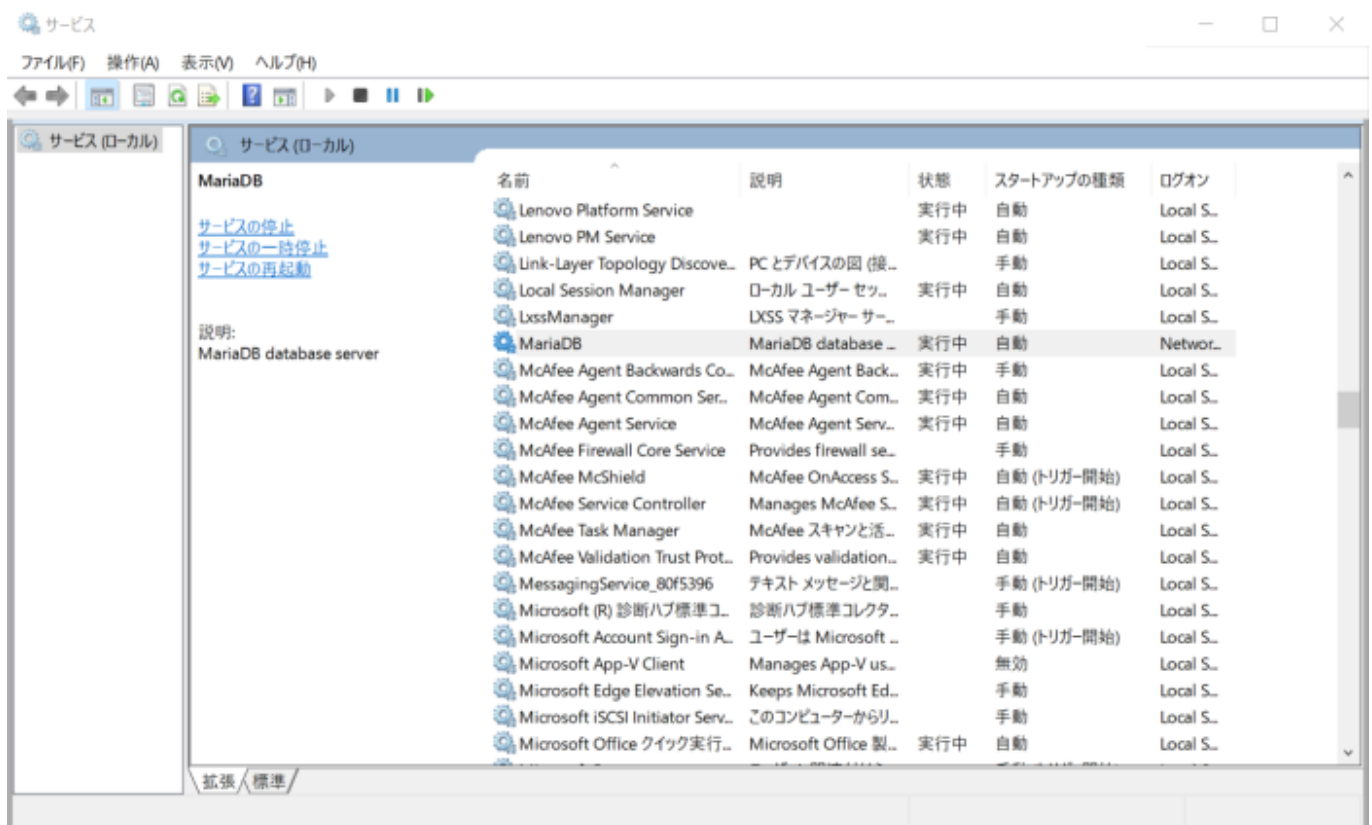 サービス
ファイル(F) 操作(A) 表示(V) ヘルプ(H)
サービス (ローカル)
サービス (ローカル)
MariaDB
サービスの停止
サービスの一時停止
サービスの再起動
説明:
MariaDB database server
名前 説明 状態 スタートアップの種類 ログオン
Lenovo Platform Service 実行中 自動 Local S...
Lenovo PM Service 実行中 自動 Local S...
Link-Layer Topology Discove... PC とデバイスの図 (接... 手動 Local S...
Local Session Manager ローカル ユーザー セッ... 実行中 自動 Local S...
LxssManager LXSS マネージャー サー... 手動 Local S...
MariaDB MariaDB database ... 実行中 自動 Networ...
McAfee Agent Backwards Co... McAfee Agent Back... 実行中 手動 Local S...
McAfee Agent Common Ser... McAfee Agent Com... 実行中 自動 Local S...
McAfee Agent Service McAfee Agent Serv... 実行中 自動 Local S...
McAfee Firewall Core Service Provides firewall se... 手動 Local S...
McAfee McShield McAfee OnAccess S... 実行中 自動 (トリガー開始) Local S...
McAfee Service Controller Manages McAfee S... 実行中 自動 (トリガー開始) Local S...
McAfee Task Manager McAfee スキャンと活... 実行中 自動 Local S...
McAfee Validation Trust Prot... Provides validation... 実行中 自動 Local S...
MessagingService_80f5396 テキスト メッセージと関... 手動 (トリガー開始) Local S...
Microsoft (R) 診断ハブ標準コ... 診断ハブ標準コレクタ... 手動 Local S...
Microsoft Account Sign-in A... ユーザーは Microsoft ... 手動 (トリガー開始) Local S...
Microsoft App-V Client Manages App-V us... 無効 Local S...
Microsoft Edge Elevation Se... Keeps Microsoft Ed... 手動 Local S...
Microsoft iSCSI Initiator Serv... このコンピューターからリ... 手動 Local S...
Microsoft Office クイック実行... Microsoft Office 製... 実行中 自動 Local S...
拡張 標準